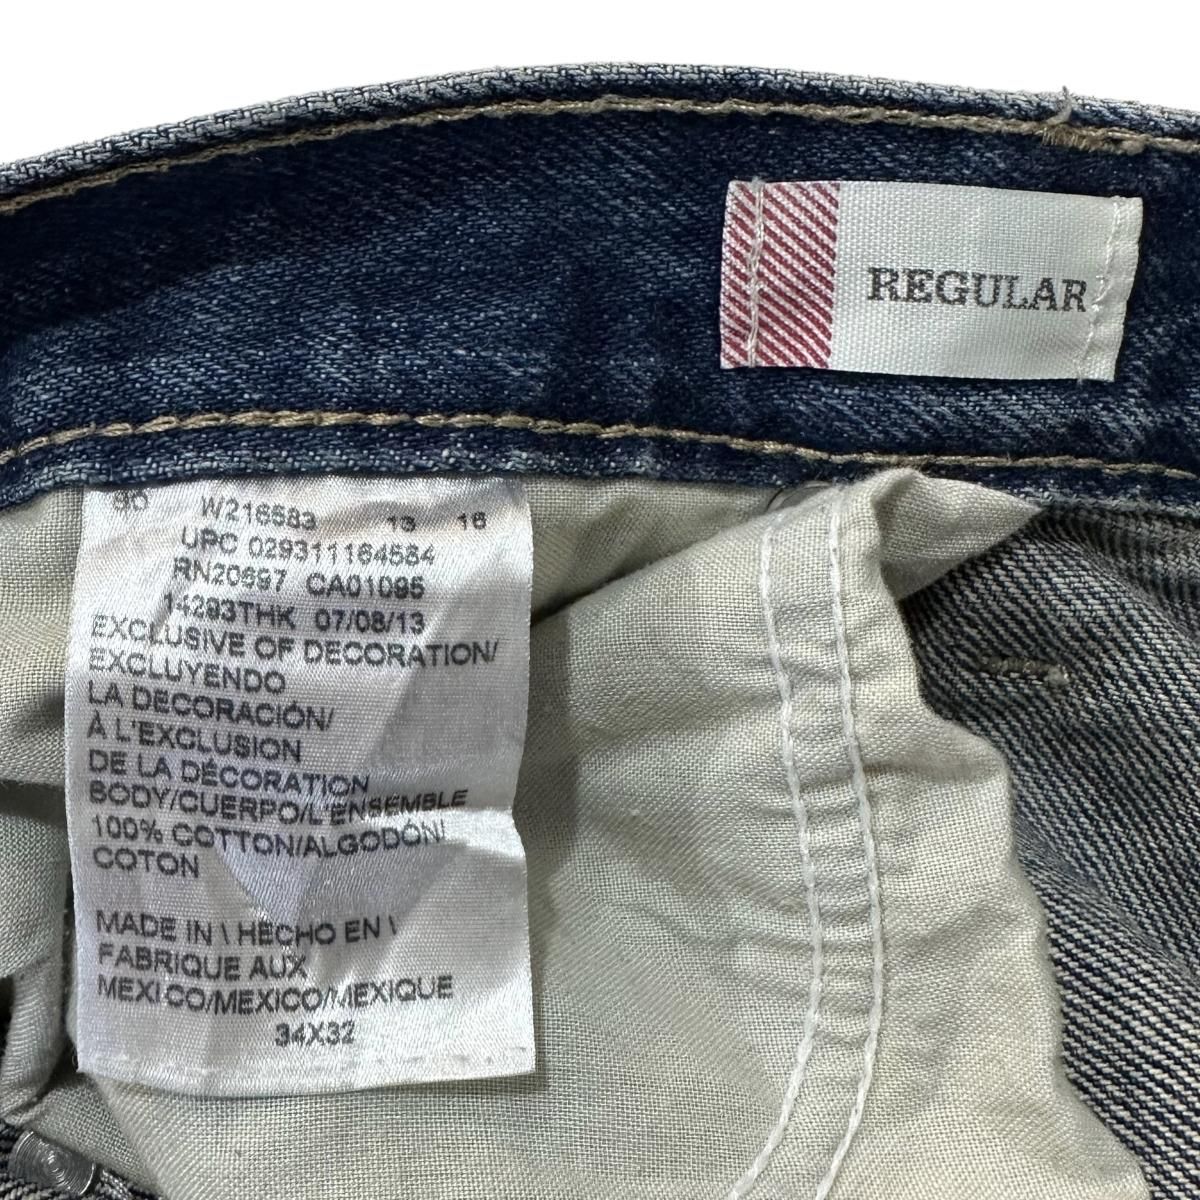 REGULAR
W216583 13 16
UPC 029311164584
RN20697 CA01095
14293THK 07/08/13
EXCLUSIVE OF DECORATION/
EXCLUYENDO
LA DECORACIÓN/
À L'EXCLUSION
DE LA DÉCORATION
BODY/CUERPO/L'ENSEMBLE
100% COTTON/ALGODÓN/
COTON
MADE IN \ HECHO EN \
FABRIQUE AUX
MEXICO/MEXICO/MEXIQUE
34X32